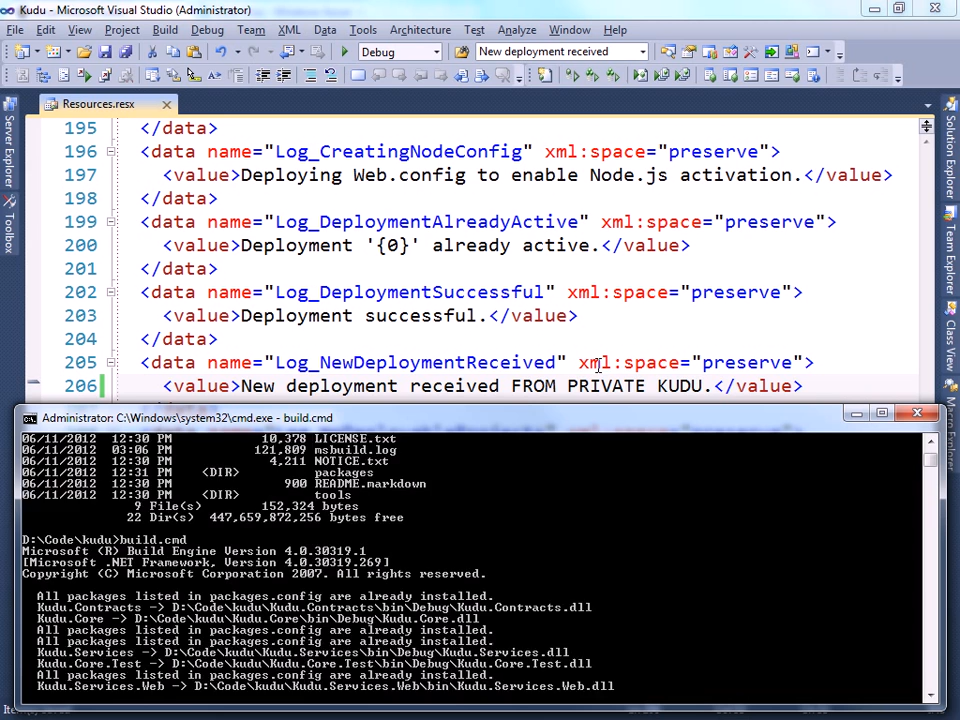 Kudu - Microsoft Visual Studio (Administrator)
File Edit View Project Build Debug Team XML Data Tools Architecture Test Analyze Window Help
Debug New deployment received
Resources.resx
Server Explorer
Toolbox
Solution Explorer
Team Explorer
Class View
Macro Explorer
195 </data>
196 <data name="Log_CreatingNodeConfig" xml:space="preserve">
197 <value>Deploying Web.config to enable Node.js activation.</value>
198 </data>
199 <data name="Log_DeploymentAlreadyActive" xml:space="preserve">
200 <value>Deployment '{0}' already active.</value>
201 </data>
202 <data name="Log_DeploymentSuccessful" xml:space="preserve">
203 <value>Deployment successful.</value>
204 </data>
205 <data name="Log_NewDeploymentReceived" xml:space="preserve">
206 <value>New deployment received FROM PRIVATE KUDU.</value>
Administrator: C:\Windows\system32\cmd.exe - build.cmd
06/11/2012 12:30 PM 10,378 LICENSE.txt
06/11/2012 03:06 PM 121,809 msbuild.log
06/11/2012 12:30 PM 4,211 NOTICE.txt
06/11/2012 12:31 PM <DIR> packages
06/11/2012 12:30 PM 900 README.markdown
06/11/2012 12:30 PM <DIR> tools
9 File(s) 152,324 bytes
22 Dir(s) 447,659,872,256 bytes free
D:\Code\kudu>build.cmd
Microsoft (R) Build Engine Version 4.0.30319.1
[Microsoft .NET Framework, Version 4.0.30319.269]
Copyright (C) Microsoft Corporation 2007. All rights reserved.
All packages listed in packages.config are already installed.
Kudu.Contracts -> D:\Code\kudu\Kudu.Contracts\bin\Debug\Kudu.Contracts.dll
Kudu.Core -> D:\Code\kudu\Kudu.Core\bin\Debug\Kudu.Core.dll
All packages listed in packages.config are already installed.
All packages listed in packages.config are already installed.
Kudu.Services -> D:\Code\kudu\Kudu.Services\bin\Debug\Kudu.Services.dll
Kudu.Core.Test -> D:\Code\kudu\Kudu.Core.Test\bin\Debug\Kudu.Core.Test.dll
All packages listed in packages.config are already installed.
Kudu.Services.Web -> D:\Code\kudu\Kudu.Services.Web\bin\Kudu.Services.Web.dll